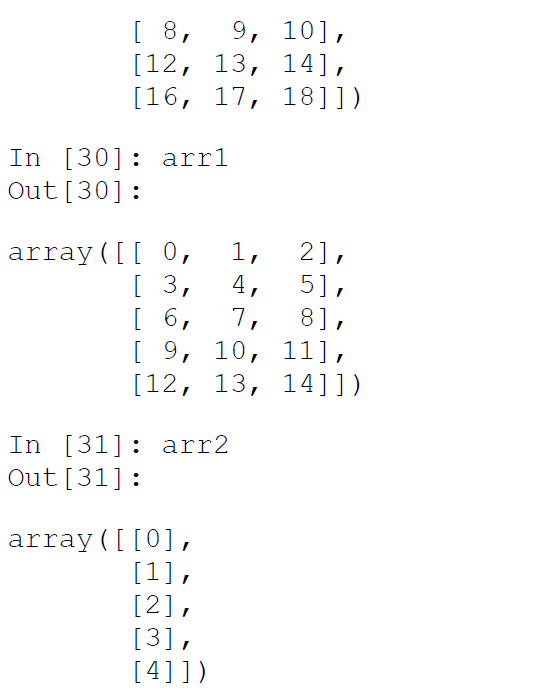 [ 8,  9, 10],
[12, 13, 14],
[16, 17, 18]])
In [30]: arr1
Out[30]:
array([[ 0,  1,  2],
[ 3,  4,  5],
[ 6,  7,  8],
[ 9, 10, 11],
[12, 13, 14]])
In [31]: arr2
Out[31]:
array([[0],
[1],
[2],
[3],
[4]])